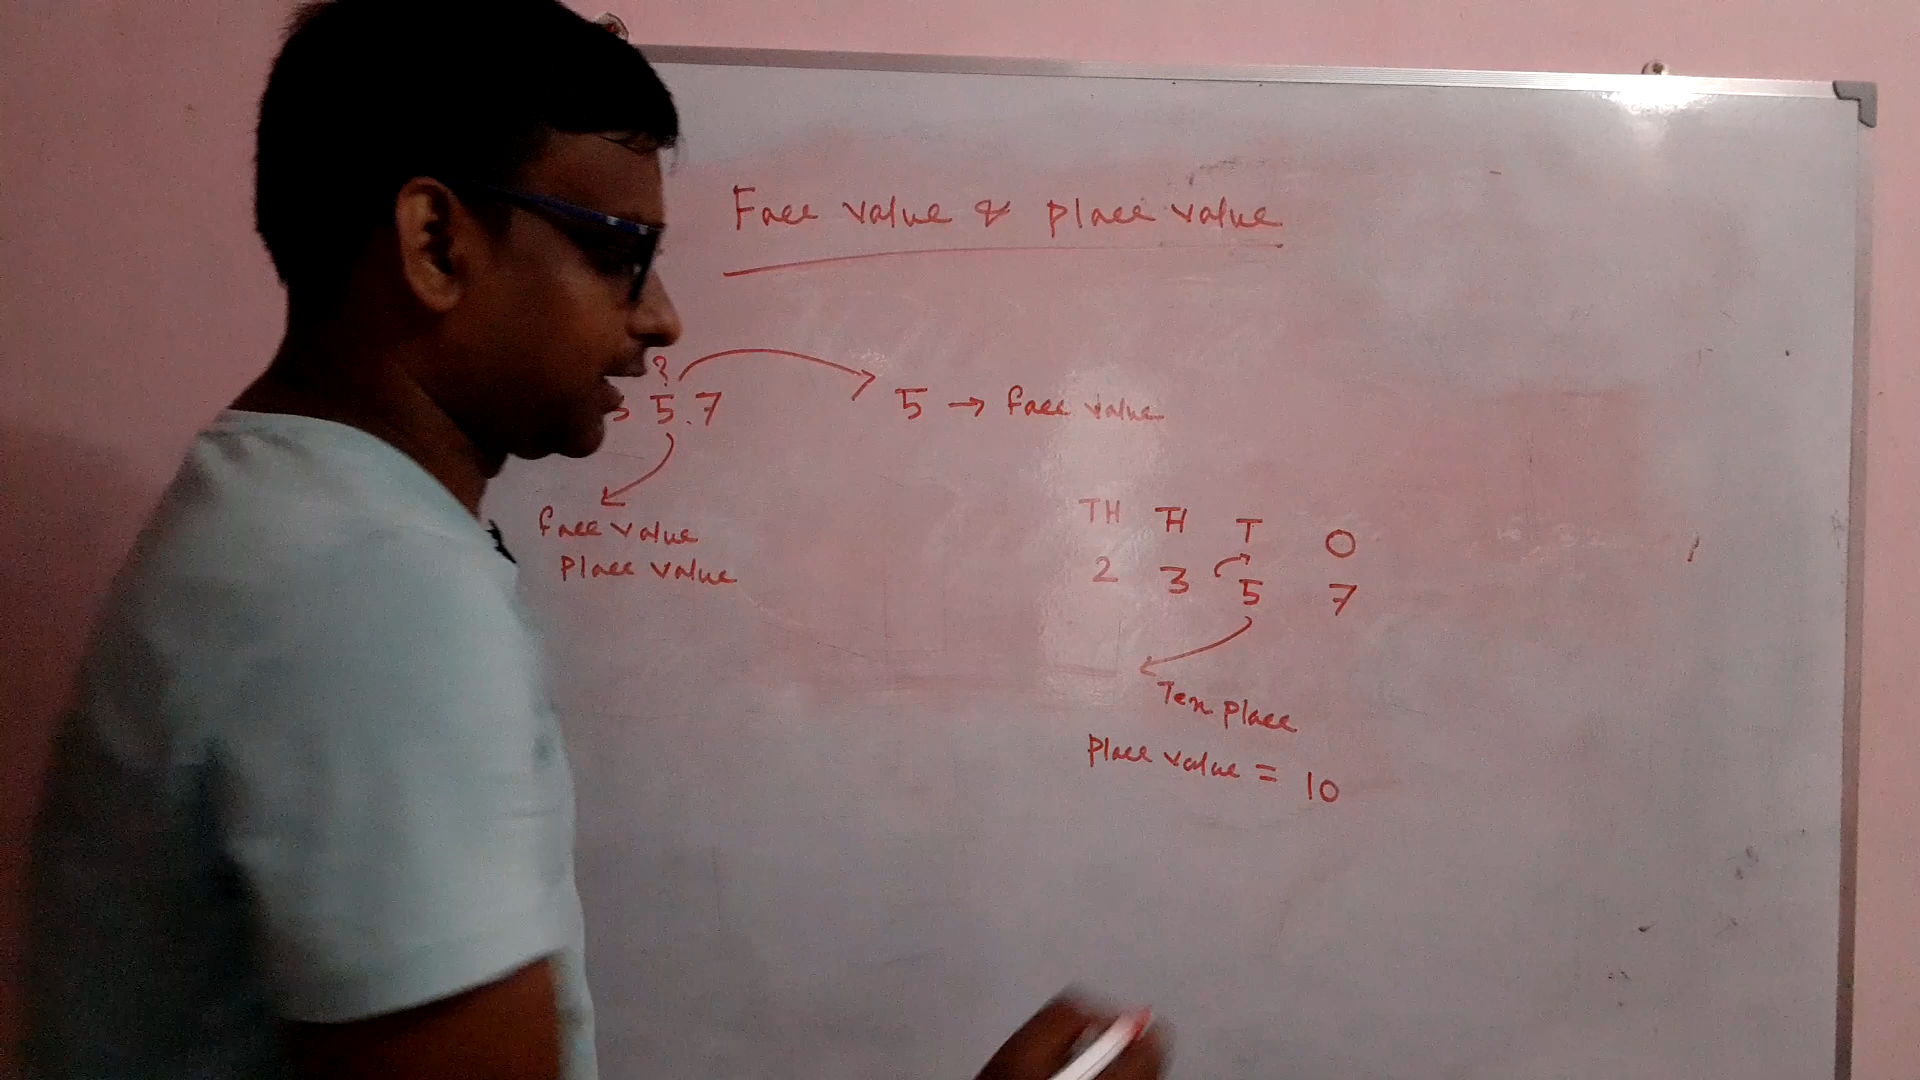 Face value & place value
?
3 5.7
5 → face value
face value
place value
TH H T O
2 3 5 7
Ten place
place value = 10